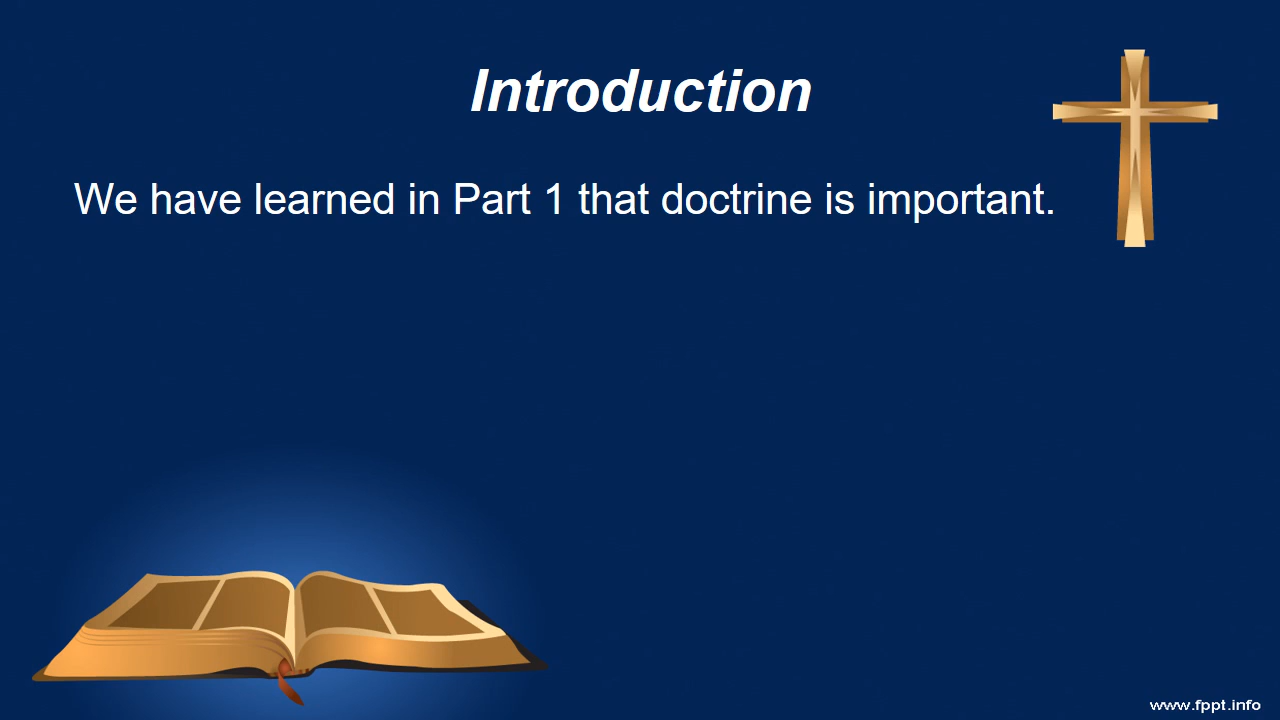 Introduction
We have learned in Part 1 that doctrine is important.
www.fppt.info